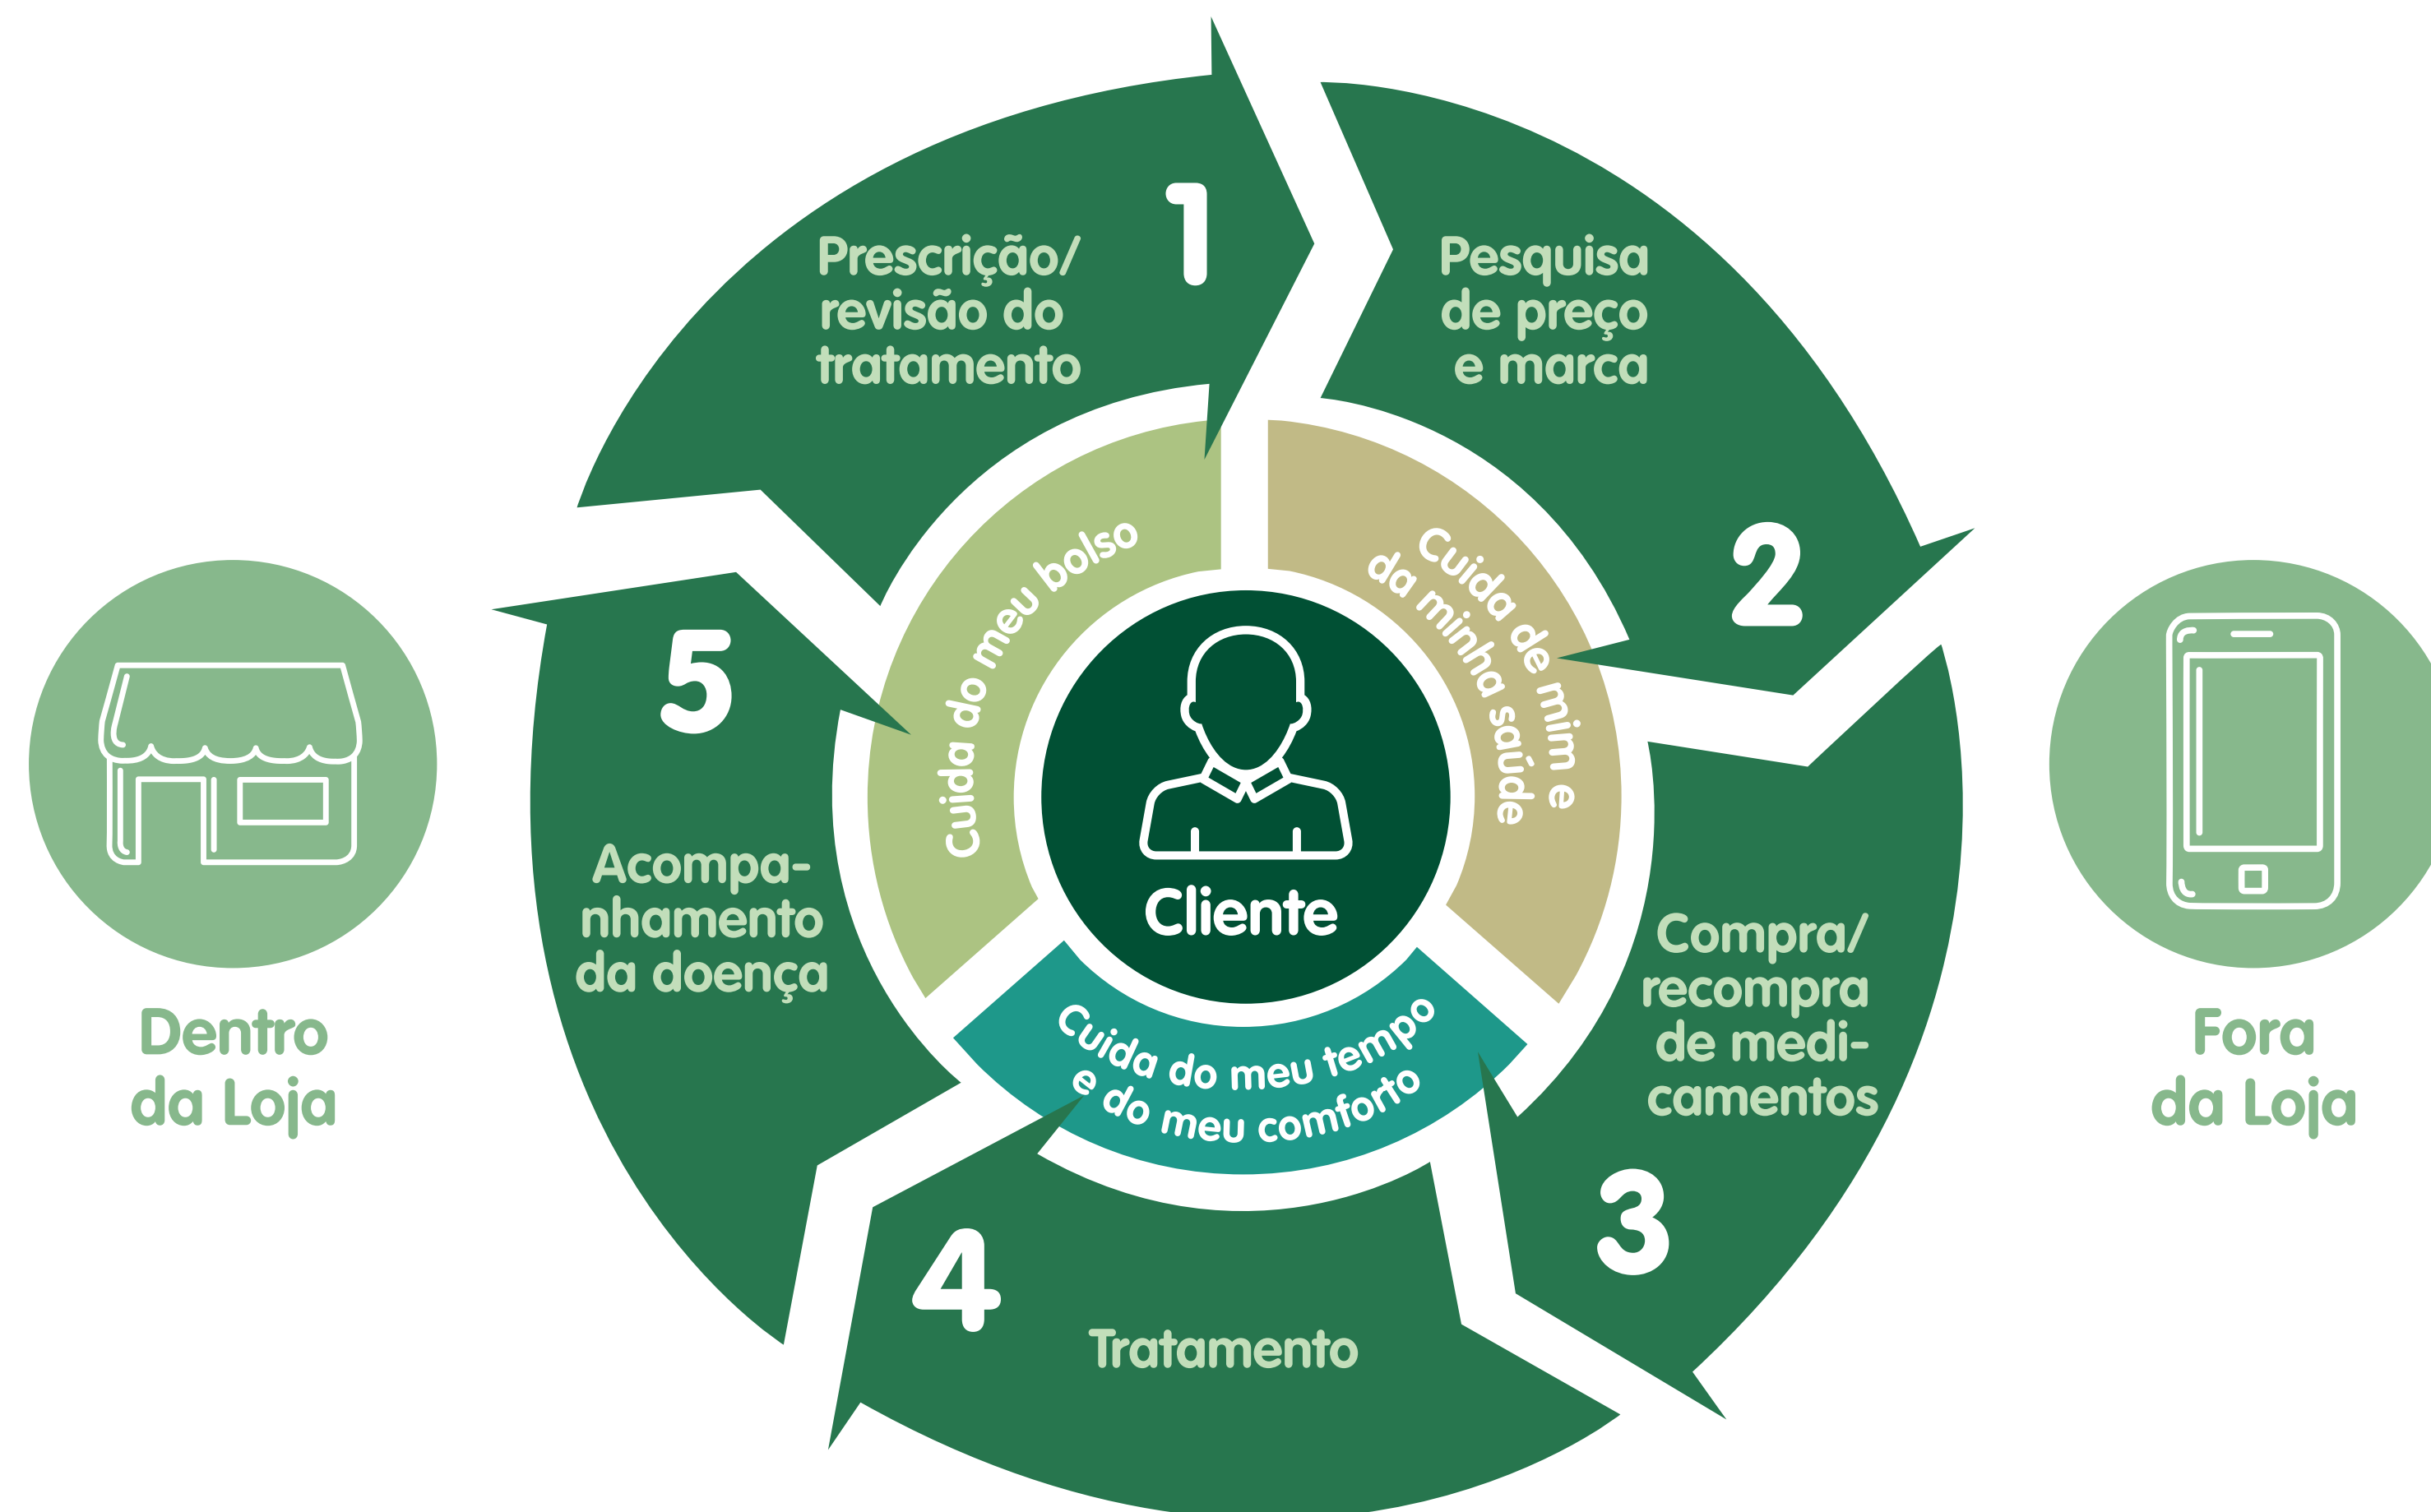 1
Prescrição/
revisão do
tratamento
Pesquisa
de preço
e marca
2
Compra/
recompra
de medi-
camentos
3
4
Tratamento
5
Acompa-
nhamento
da doença
cuida do meu bolso
Cuida de mim e
da minha saúde
Cuida do meu tempo
e do meu conforto
Cliente
Dentro
da Loja
Fora
da Loja